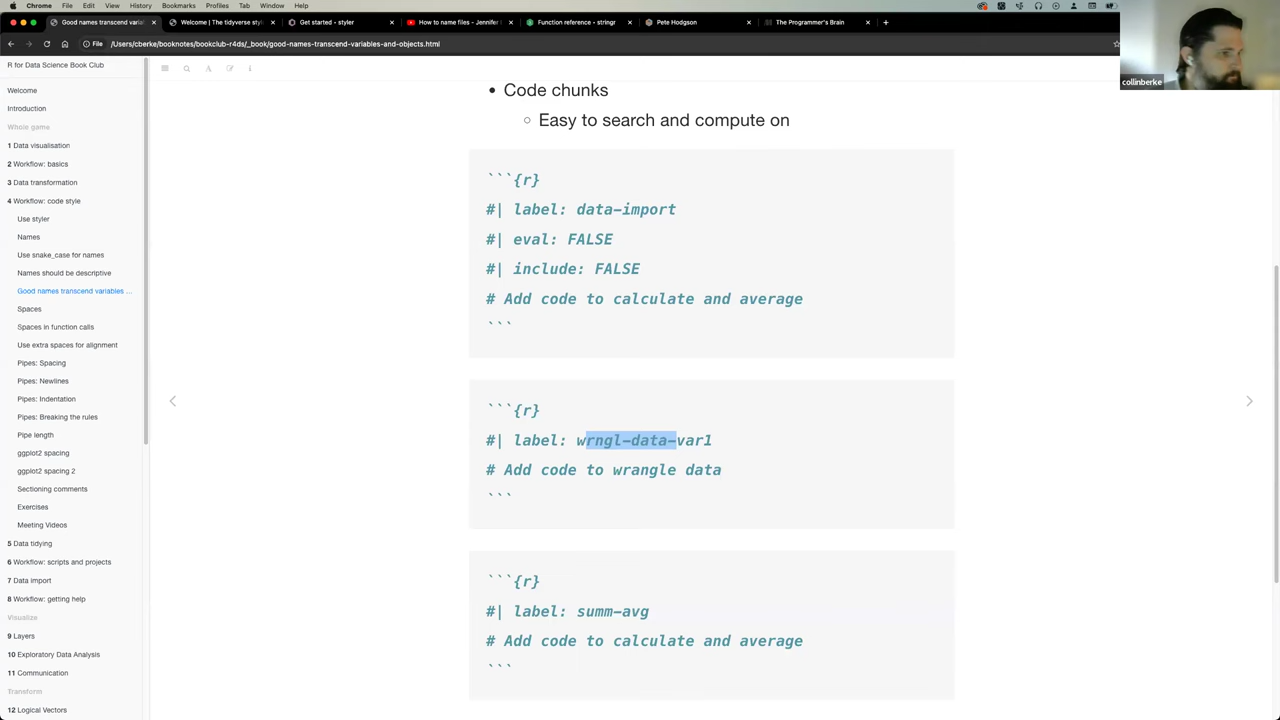 Chrome File Edit View History Bookmarks Profiles Tab Window Help
Good names transcend variabl
Welcome | The tidyverse sty
Get started - styler
How to name files - Jennifer
Function reference • stringr
Pete Hodgson
The Programmer's Brain
File /Users/cberke/booknotes/bookclub-r4ds/_book/good-names-transcend-variables-and-objects.html
collinberke
R for Data Science Book Club
Welcome
Introduction
Whole game
1 Data visualisation
2 Workflow: basics
3 Data transformation
4 Workflow: code style
Use styler
Names
Use snake_case for names
Names should be descriptive
Good names transcend variables ...
Spaces
Spaces in function calls
Use extra spaces for alignment
Pipes: Spacing
Pipes: Newlines
Pipes: Indentation
Pipes: Breaking the rules
Pipe length
ggplot2 spacing
ggplot2 spacing 2
Sectioning comments
Exercises
Meeting Videos
5 Data tidying
6 Workflow: scripts and projects
7 Data import
8 Workflow: getting help
Visualize
9 Layers
10 Exploratory Data Analysis
11 Communication
Transform
12 Logical Vectors
• Code chunks
○ Easy to search and compute on
```{r}
#| label: data-import
#| eval: FALSE
#| include: FALSE
# Add code to calculate and average
```
```{r}
#| label: wrngl-data-var1
# Add code to wrangle data
```
```{r}
#| label: summ-avg
# Add code to calculate and average
```